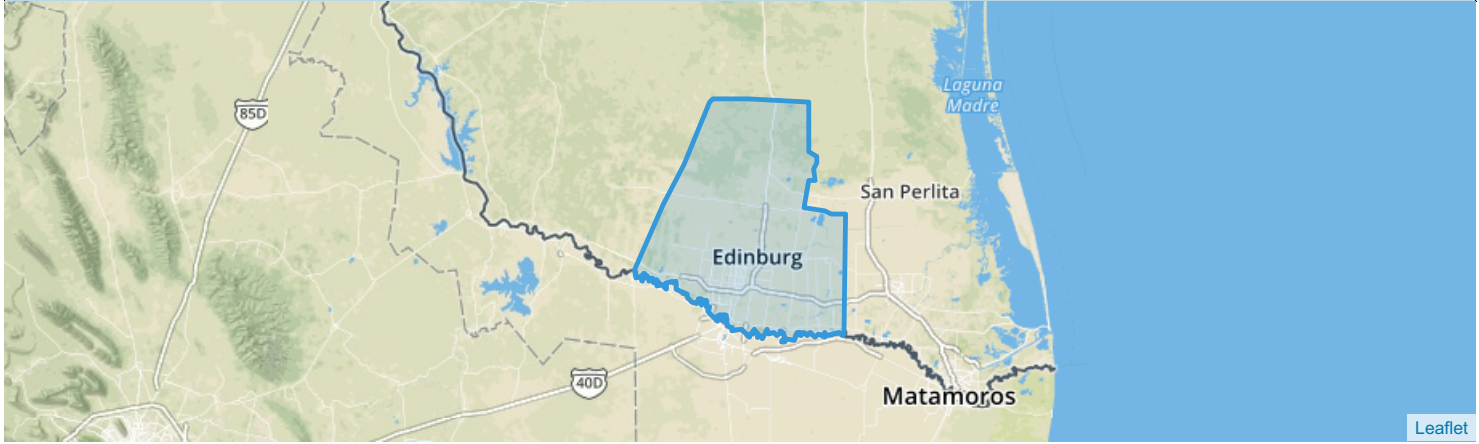 Laguna
Madre
85D
San Perlita
Edinburg
40D
Matamoros
Leaflet